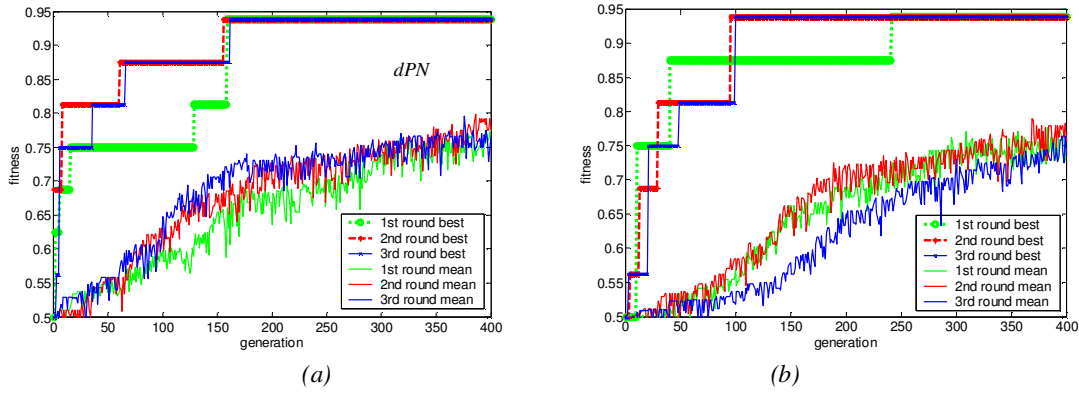 0.95
0.9
0.85
0.8
0.75
0.7
0.65
0.6
0.55
0.5
fitness
dPN
1st round best
2nd round best
3rd round best
1st round mean
2nd round mean
3rd round mean
0 50 100 150 200 250 300 350 400
generation
(a)
0.95
0.9
0.85
0.8
0.75
0.7
0.65
0.6
0.55
0.5
fitness
1st round best
2nd round best
3rd round best
1st round mean
2nd round mean
3rd round mean
0 50 100 150 200 250 300 350 400
generation
(b)